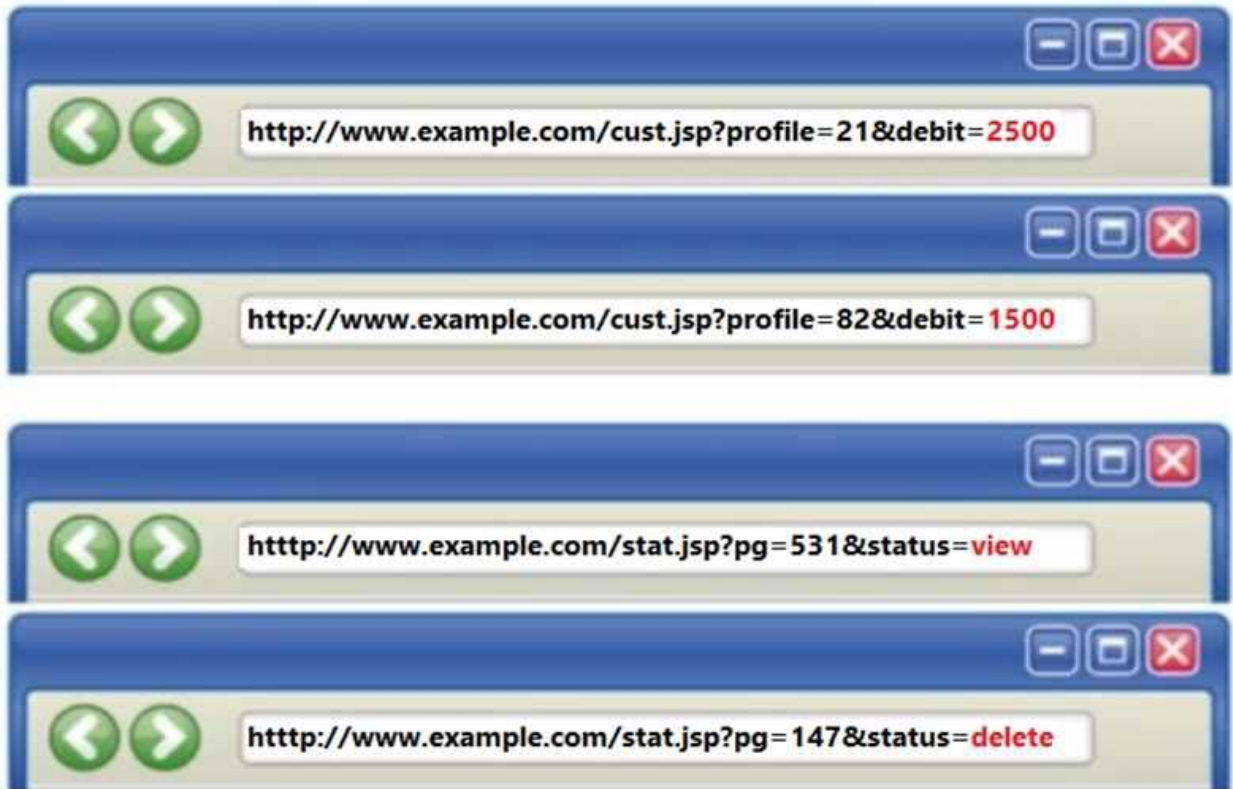 http://www.example.com/cust.jsp?profile=21&debit=2500
http://www.example.com/cust.jsp?profile=82&debit=1500
htttp://www.example.com/stat.jsp?pg=531&status=view
htttp://www.example.com/stat.jsp?pg=147&status=delete